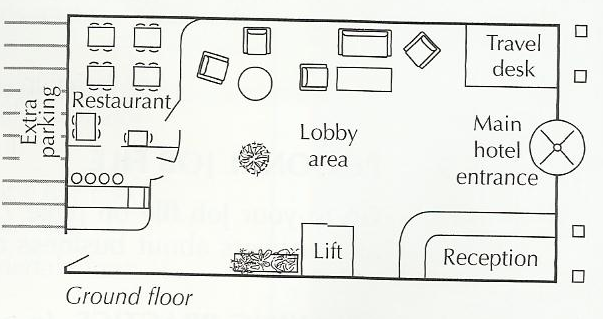 Travel
desk
Restaurant
Extra
parking
Lobby
area
Main
hotel
entrance
Lift
Reception
Ground floor